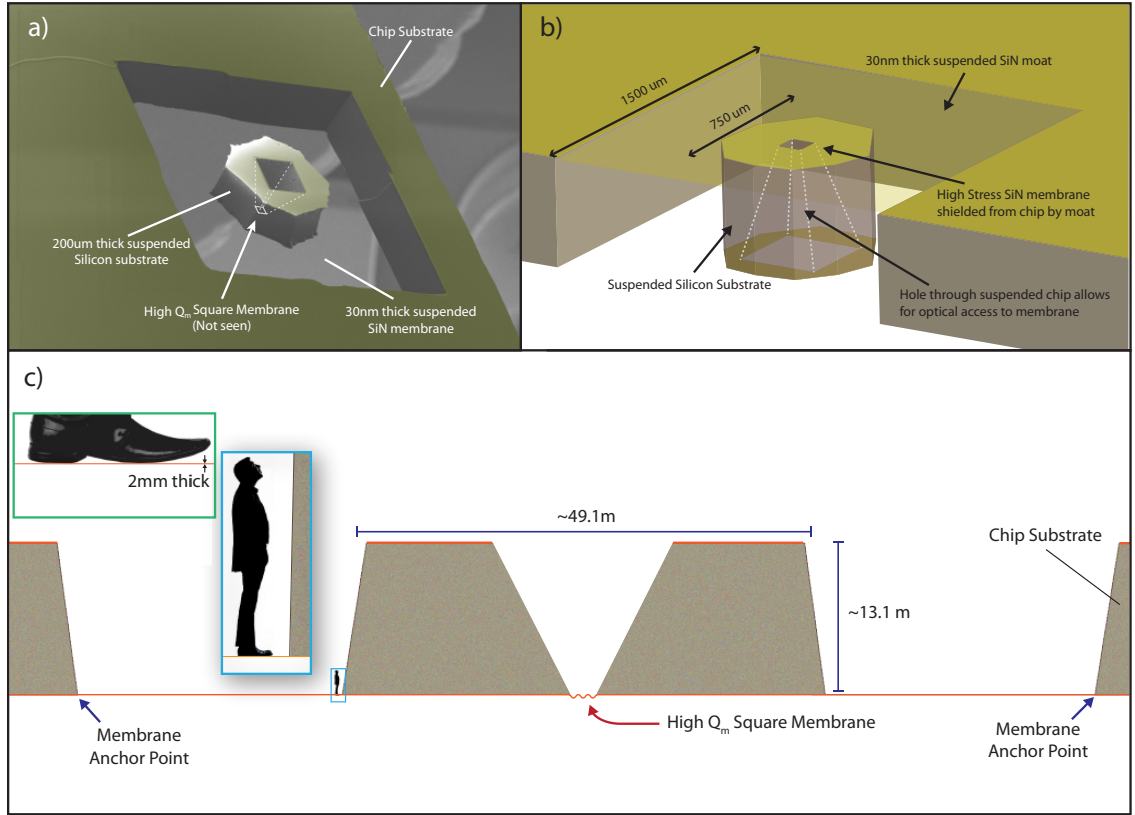 a)
Chip Substrate
200um thick suspended
Silicon substrate
High Qm Square Membrane
(Not seen)
30nm thick suspended
SiN membrane
b)
1500 um
750 um
30nm thick suspended SiN moat
High Stress SiN membrane
shielded from chip by moat
Suspended Silicon Substrate
Hole through suspended chip allows
for optical access to membrane
c)
2mm thick
~49.1m
Chip Substrate
~13.1 m
Membrane
Anchor Point
High Qm Square Membrane
Membrane
Anchor Point